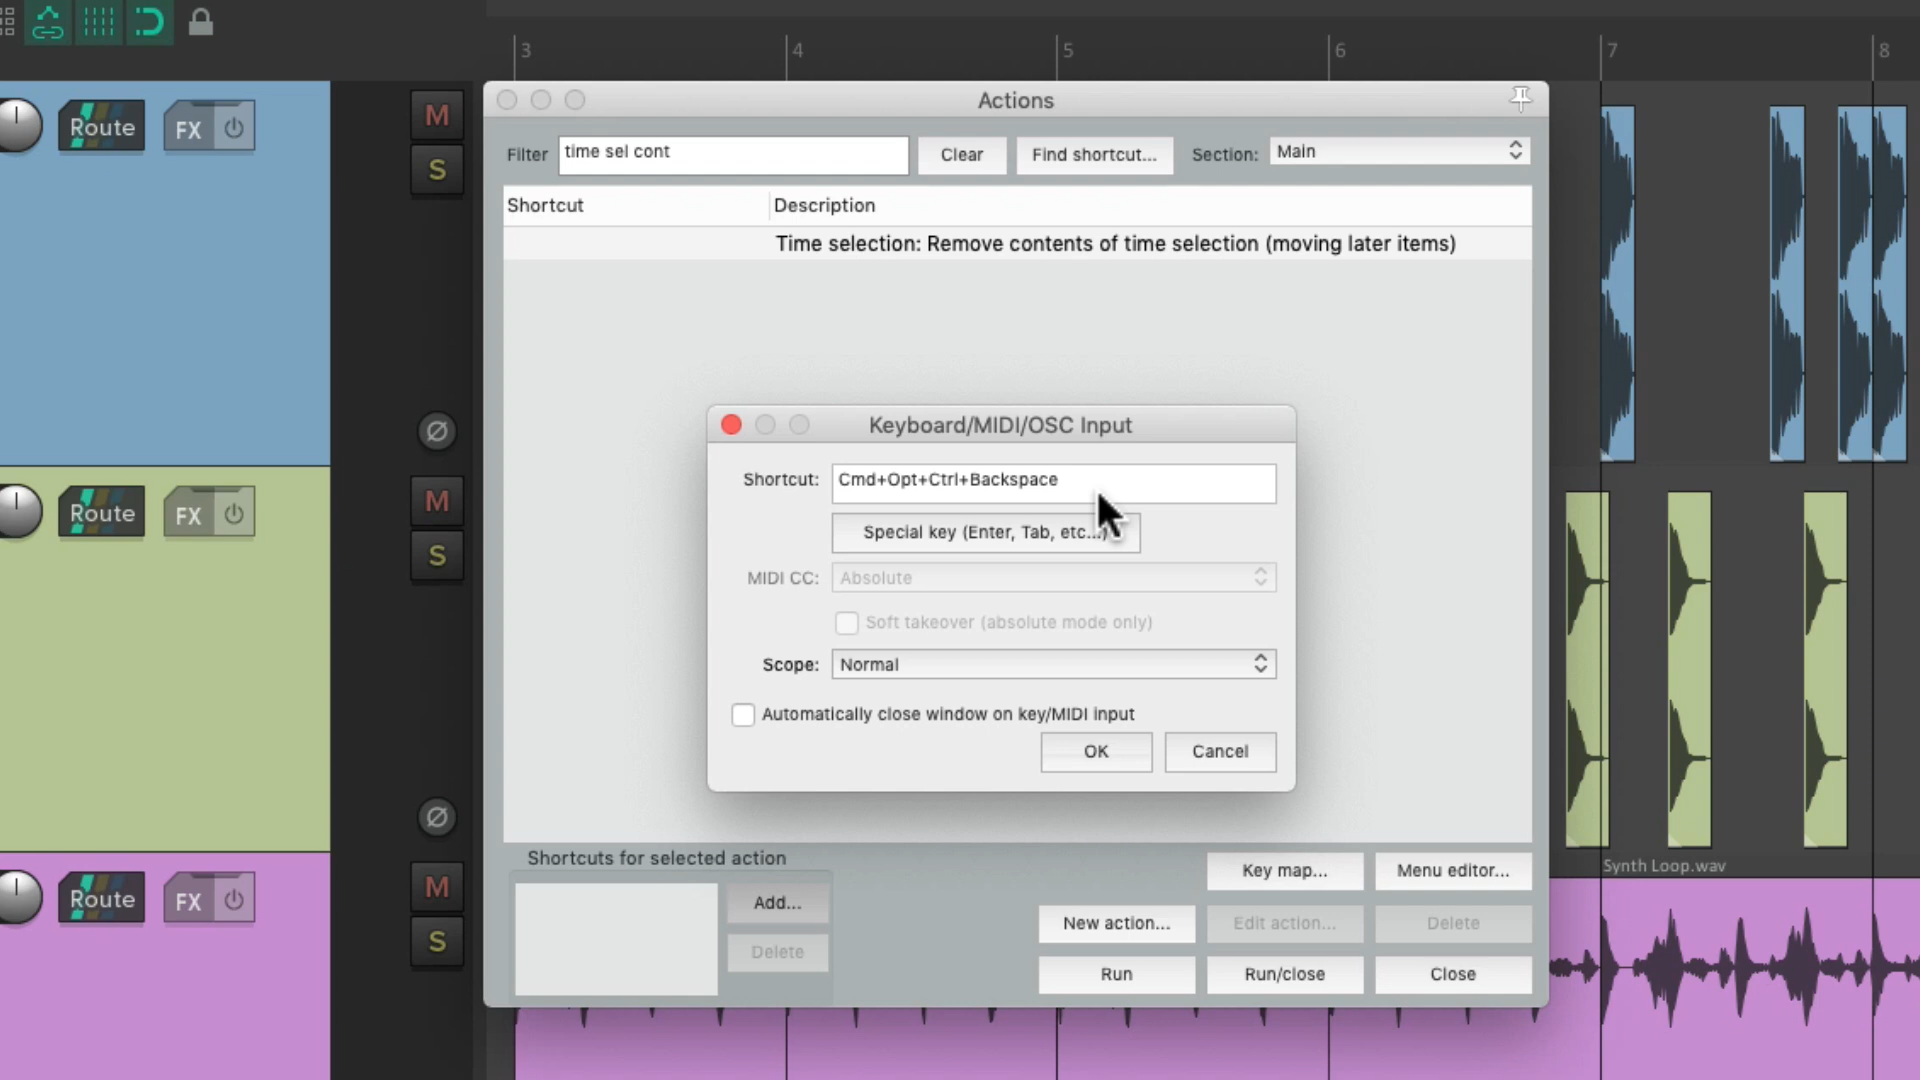 3
4
5
6
7
8
Route
FX
M
S
Actions
Filter
time sel cont
Clear
Find shortcut...
Section:
Main
Shortcut
Description
Time selection: Remove contents of time selection (moving later items)
Keyboard/MIDI/OSC Input
Shortcut:
Cmd+Opt+Ctrl+Backspace
Special key (Enter, Tab, etc...)
MIDI CC:
Absolute
Soft takeover (absolute mode only)
Scope:
Normal
Automatically close window on key/MIDI input
OK
Cancel
Route
FX
M
S
Shortcuts for selected action
Add...
Delete
Key map...
Menu editor...
New action...
Edit action...
Delete
Run
Run/close
Close
Synth Loop.wav
Route
FX
M
S